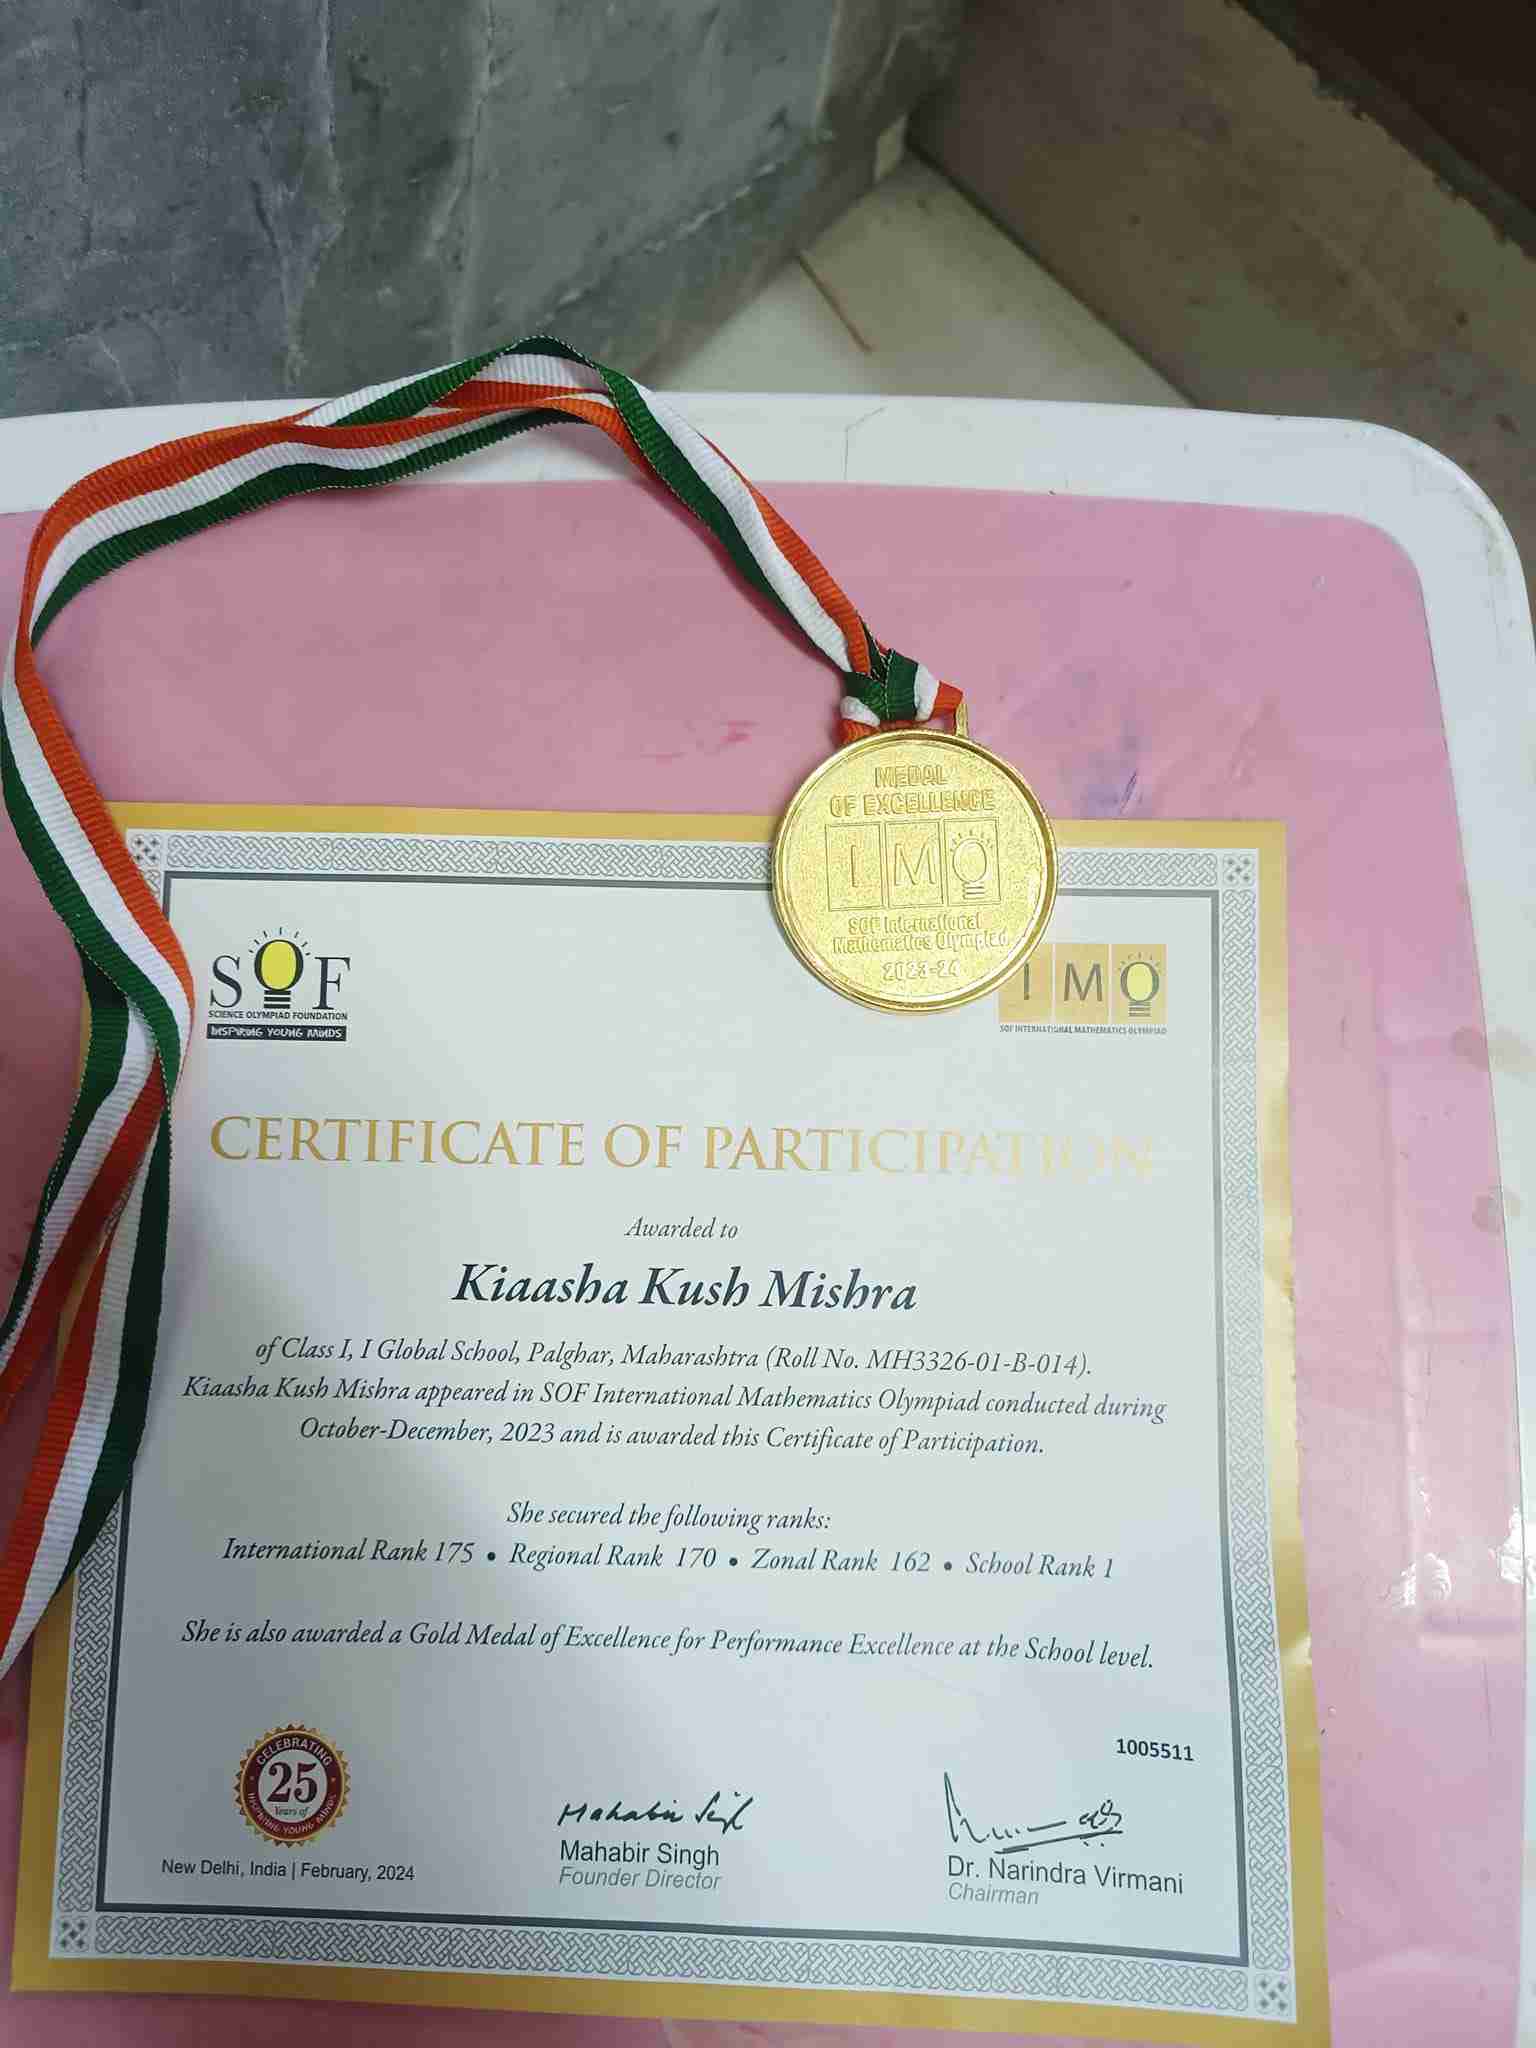 MEDAL
OF EXCELLENCE
IMO
SOF International
Mathematics Olympiad
2023-24
SOF
SCIENCE OLYMPIAD FOUNDATION
INSPIRING YOUNG MINDS
IMO
SOF INTERNATIONAL MATHEMATICS OLYMPIAD
CERTIFICATE OF PARTICIPATION
Awarded to
Kiaasha Kush Mishra
of Class I, I Global School, Palghar, Maharashtra (Roll No. MH3326-01-B-014).
Kiaasha Kush Mishra appeared in SOF International Mathematics Olympiad conducted during
October-December, 2023 and is awarded this Certificate of Participation.
She secured the following ranks:
International Rank 175 • Regional Rank 170 • Zonal Rank 162 • School Rank 1
She is also awarded a Gold Medal of Excellence for Performance Excellence at the School level.
CELEBRATING
25
Years of
INSPIRING YOUNG MINDS
New Delhi, India | February, 2024
Mahabir Singh
Mahabir Singh
Founder Director
1005511
Dr. Narindra Virmani
Chairman